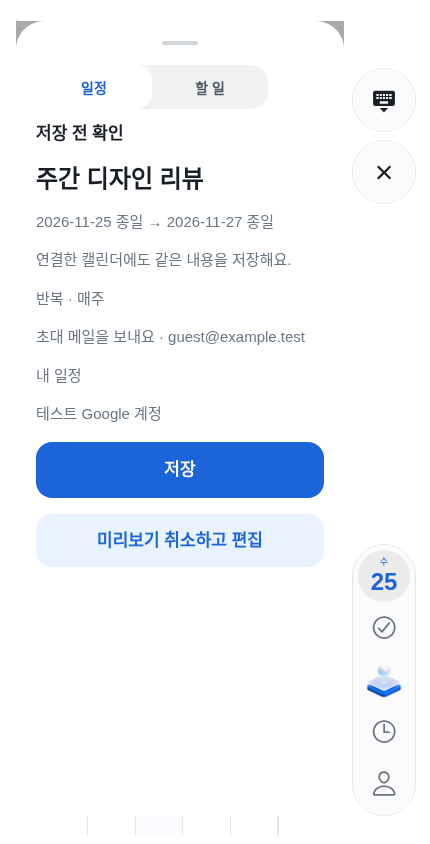 일정
할 일
저장 전 확인
주간 디자인 리뷰
2026-11-25 종일 → 2026-11-27 종일
연결한 캘린더에도 같은 내용을 저장해요.
반복 · 매주
초대 메일을 보내요 · guest@example.test
내 일정
테스트 Google 계정
저장
미리보기 취소하고 편집
수
25